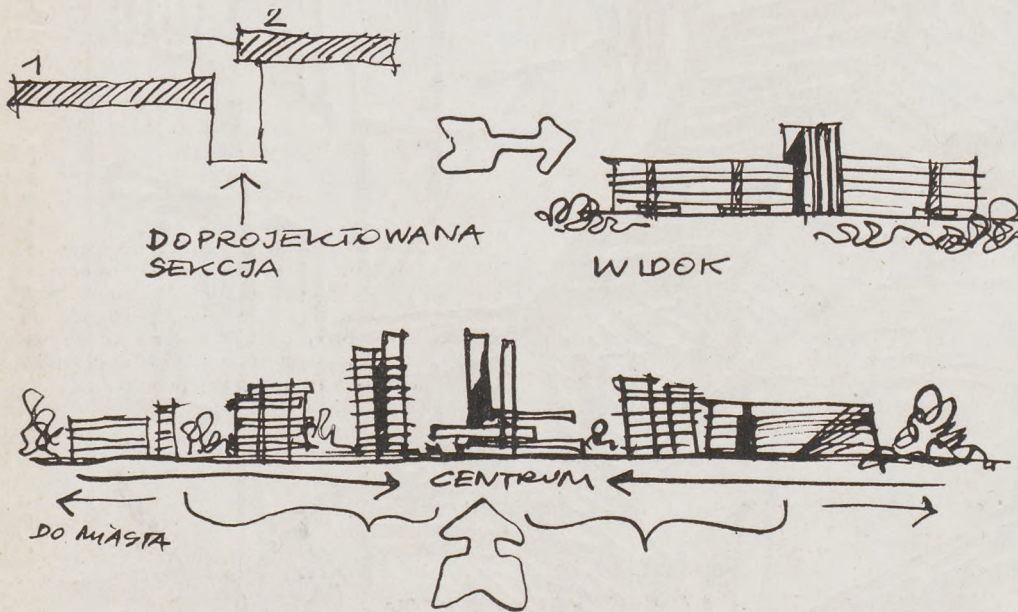 1
2
DOPROJEKTOWANA
SEKCJA
WIDOK
CENTRUM
DO MIASTA